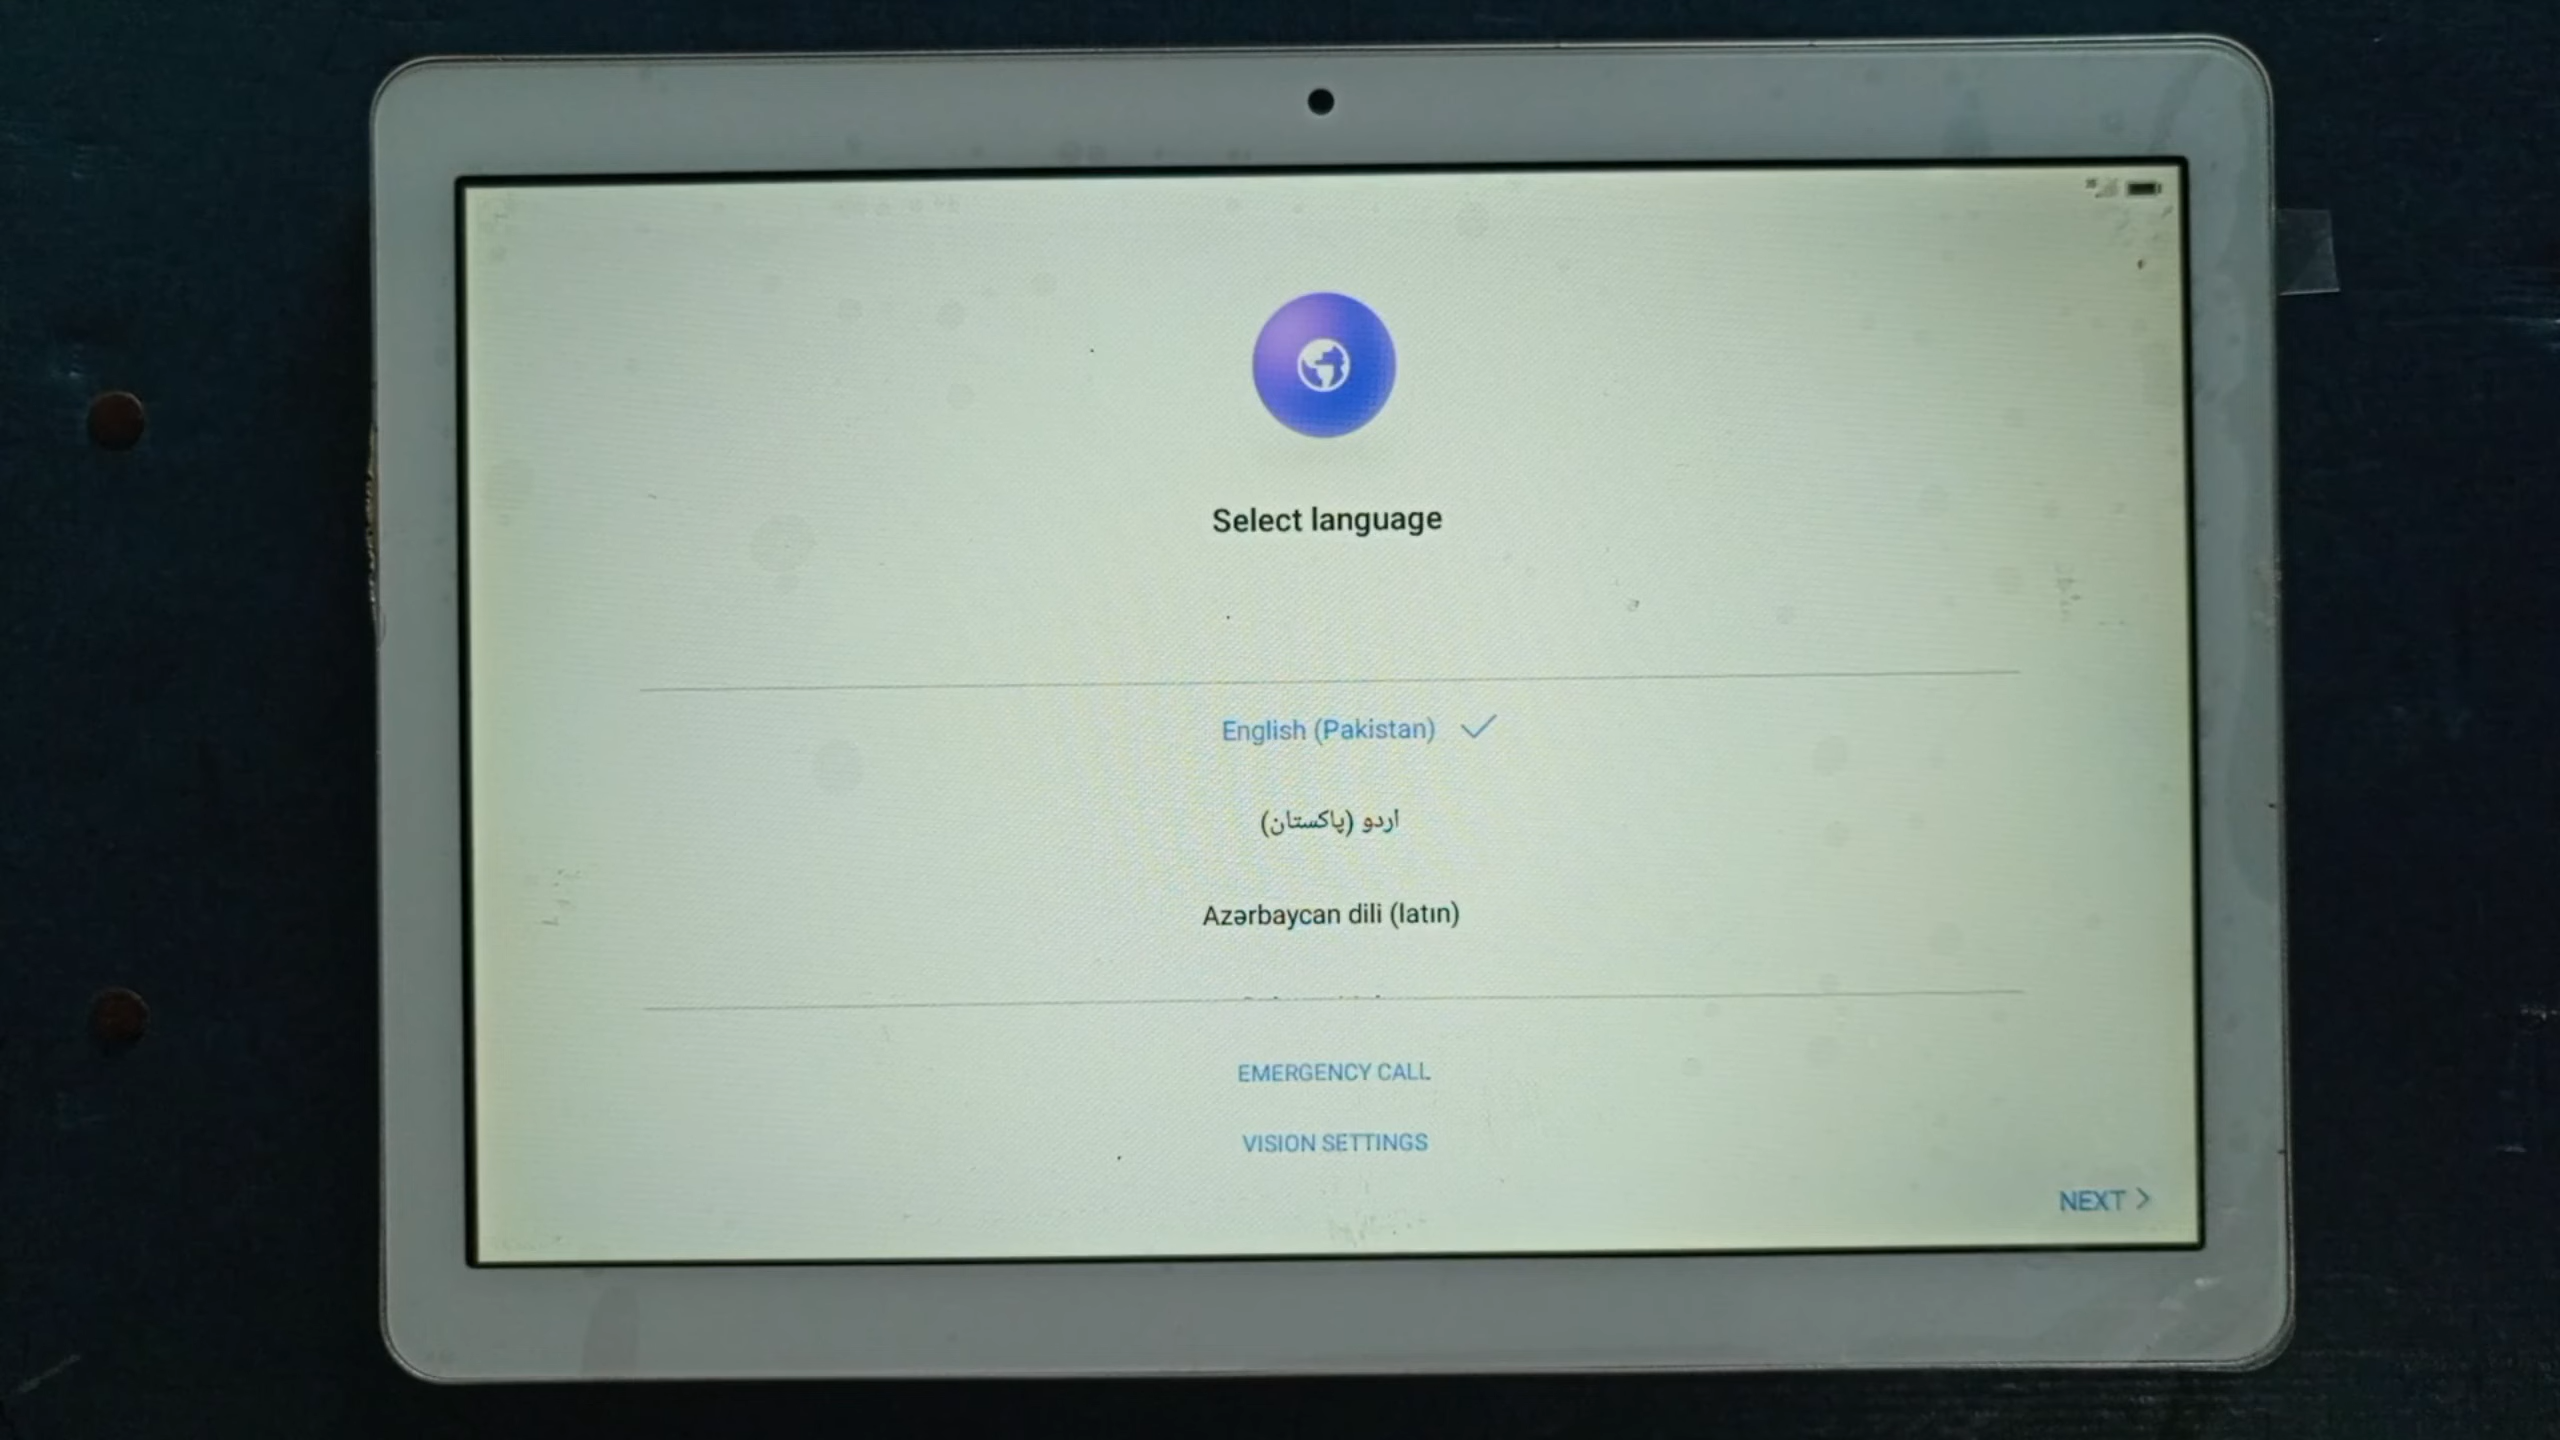 Select language
English (Pakistan)
اردو (پاکستان)
Azərbaycan dili (latın)
EMERGENCY CALL
VISION SETTINGS
NEXT